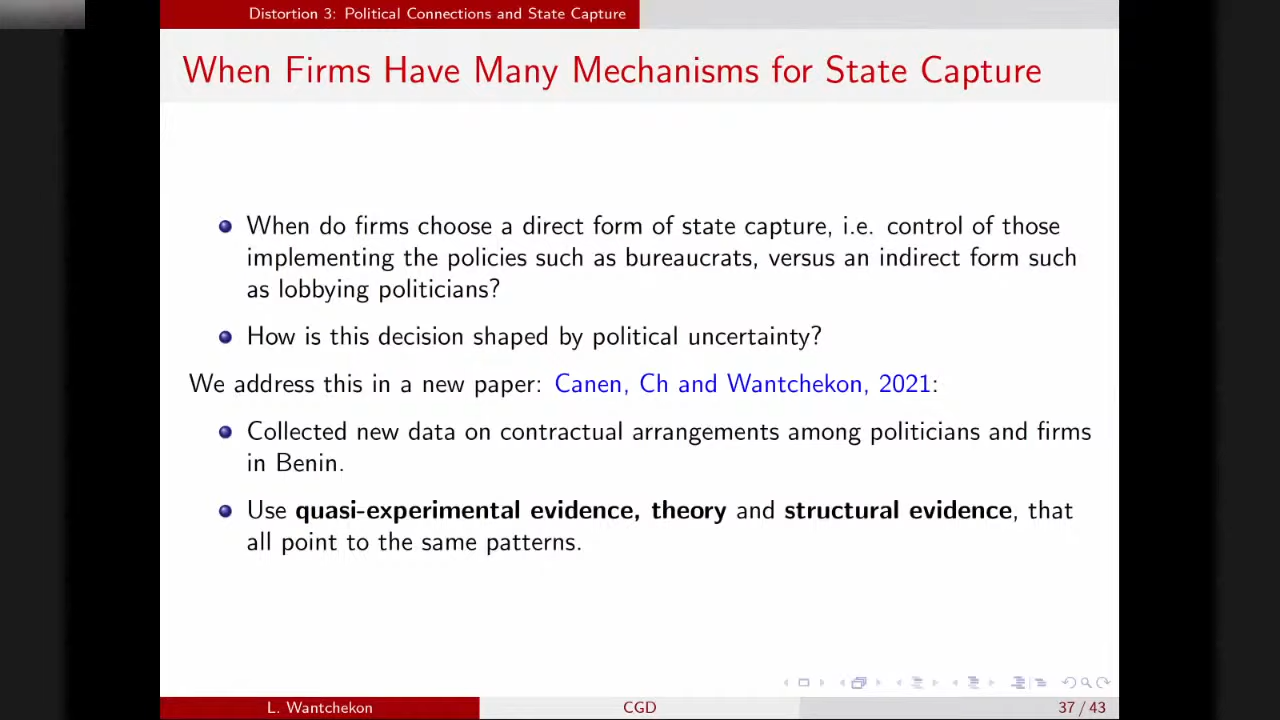 Distortion 3: Political Connections and State Capture
When Firms Have Many Mechanisms for State Capture
When do firms choose a direct form of state capture, i.e. control of those
implementing the policies such as bureaucrats, versus an indirect form such
as lobbying politicians?
How is this decision shaped by political uncertainty?
We address this in a new paper: Canen, Ch and Wantchekon, 2021:
Collected new data on contractual arrangements among politicians and firms
in Benin.
Use quasi-experimental evidence, theory and structural evidence, that
all point to the same patterns.
L. Wantchekon CGD 37 / 43